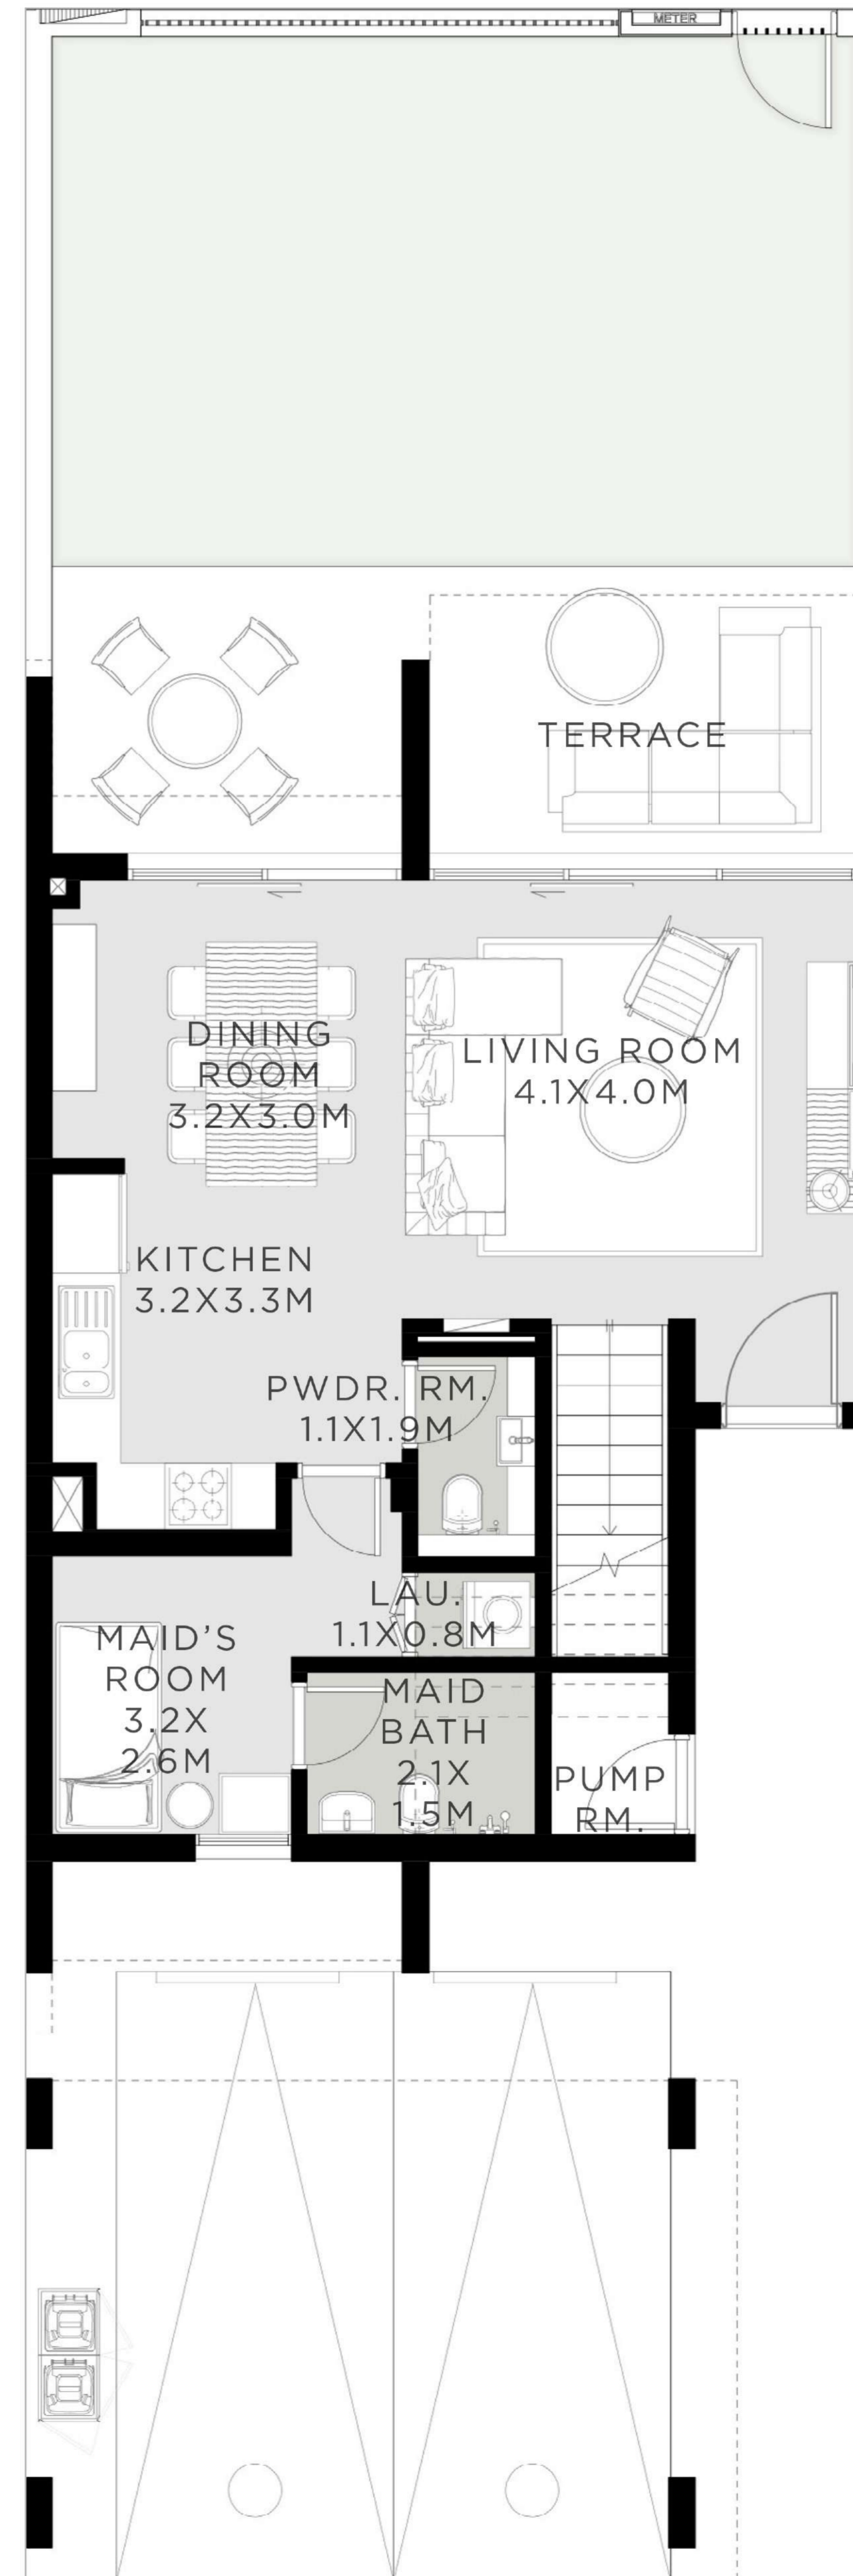 METER
TERRACE
DINING
ROOM
3.2X3.0M
LIVING ROOM
4.1X4.0M
KITCHEN
3.2X3.3M
PWDR. RM.
1.1X1.9M
LAU.
1.1X0.8M
MAID'S
ROOM
3.2X
2.6M
MAID
BATH
2.1X
1.5M
PUMP
RM.